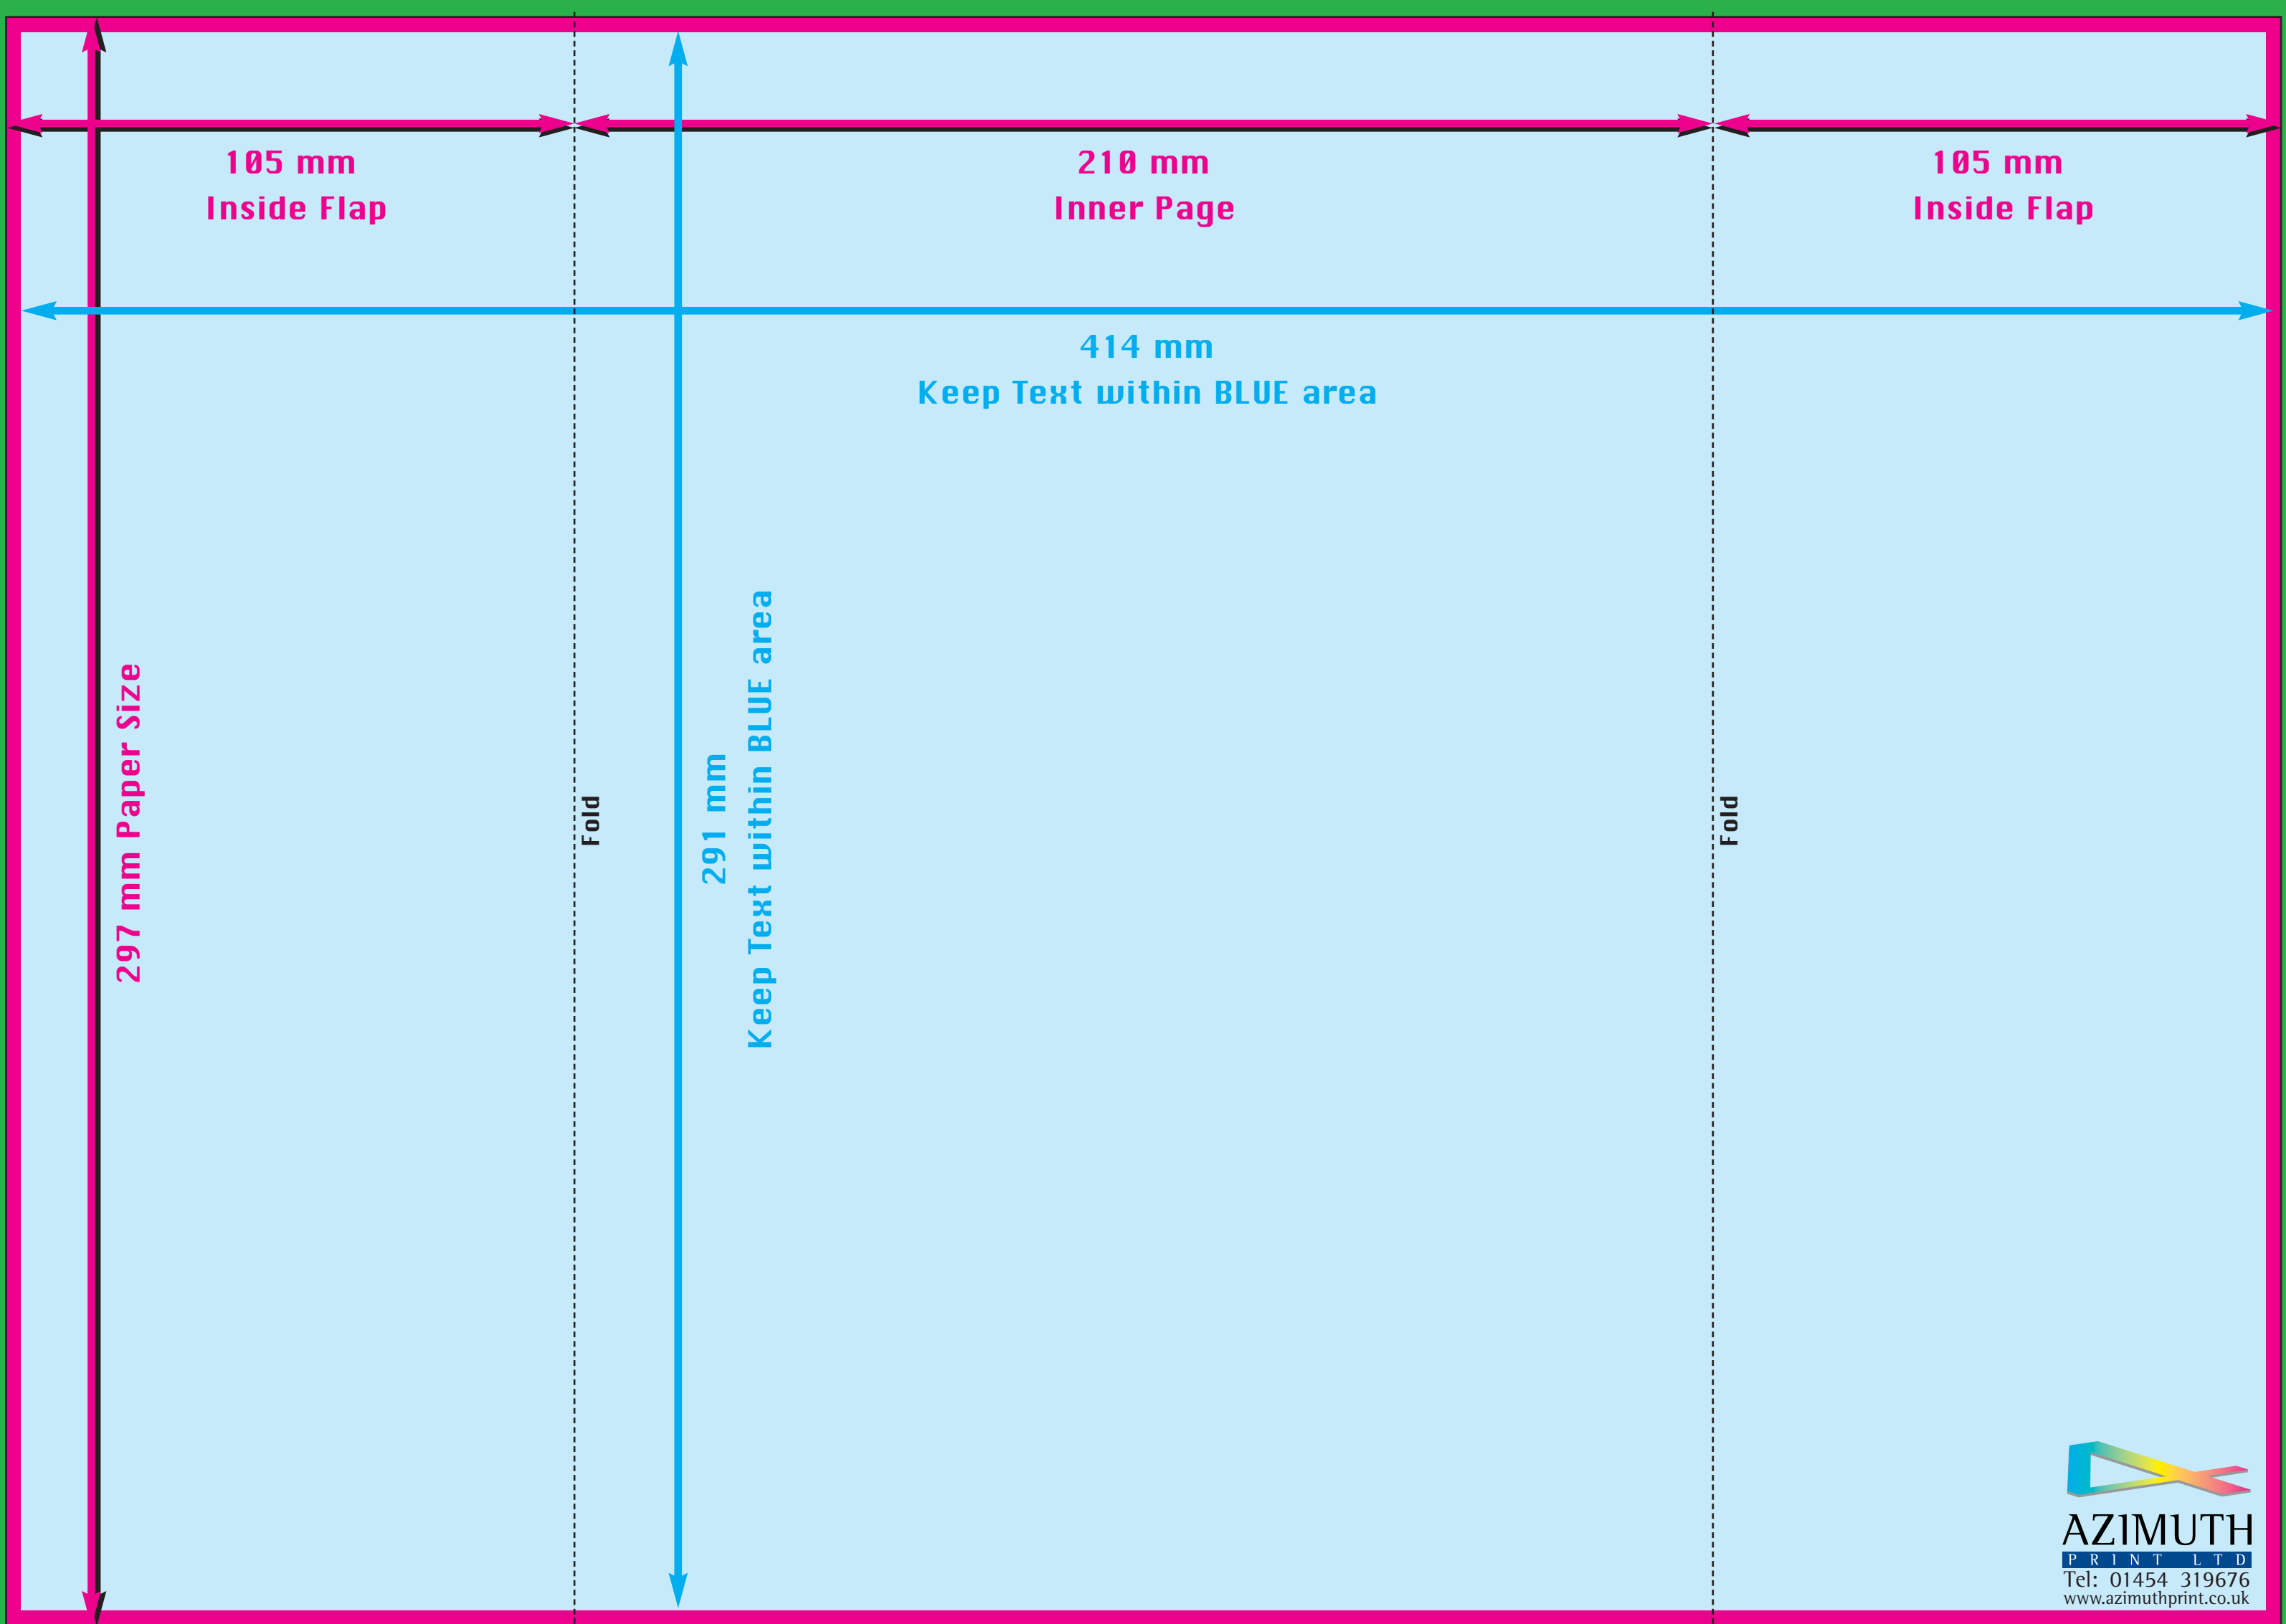 105 mm
Inside Flap
210 mm
Inner Page
105 mm
Inside Flap
414 mm
Keep Text within BLUE area
297 mm Paper Size
Fold
291 mm
Keep Text within BLUE area
Fold
AZIMUTH
PRINT LTD
Tel: 01454 319676
www.azimuthprint.co.uk